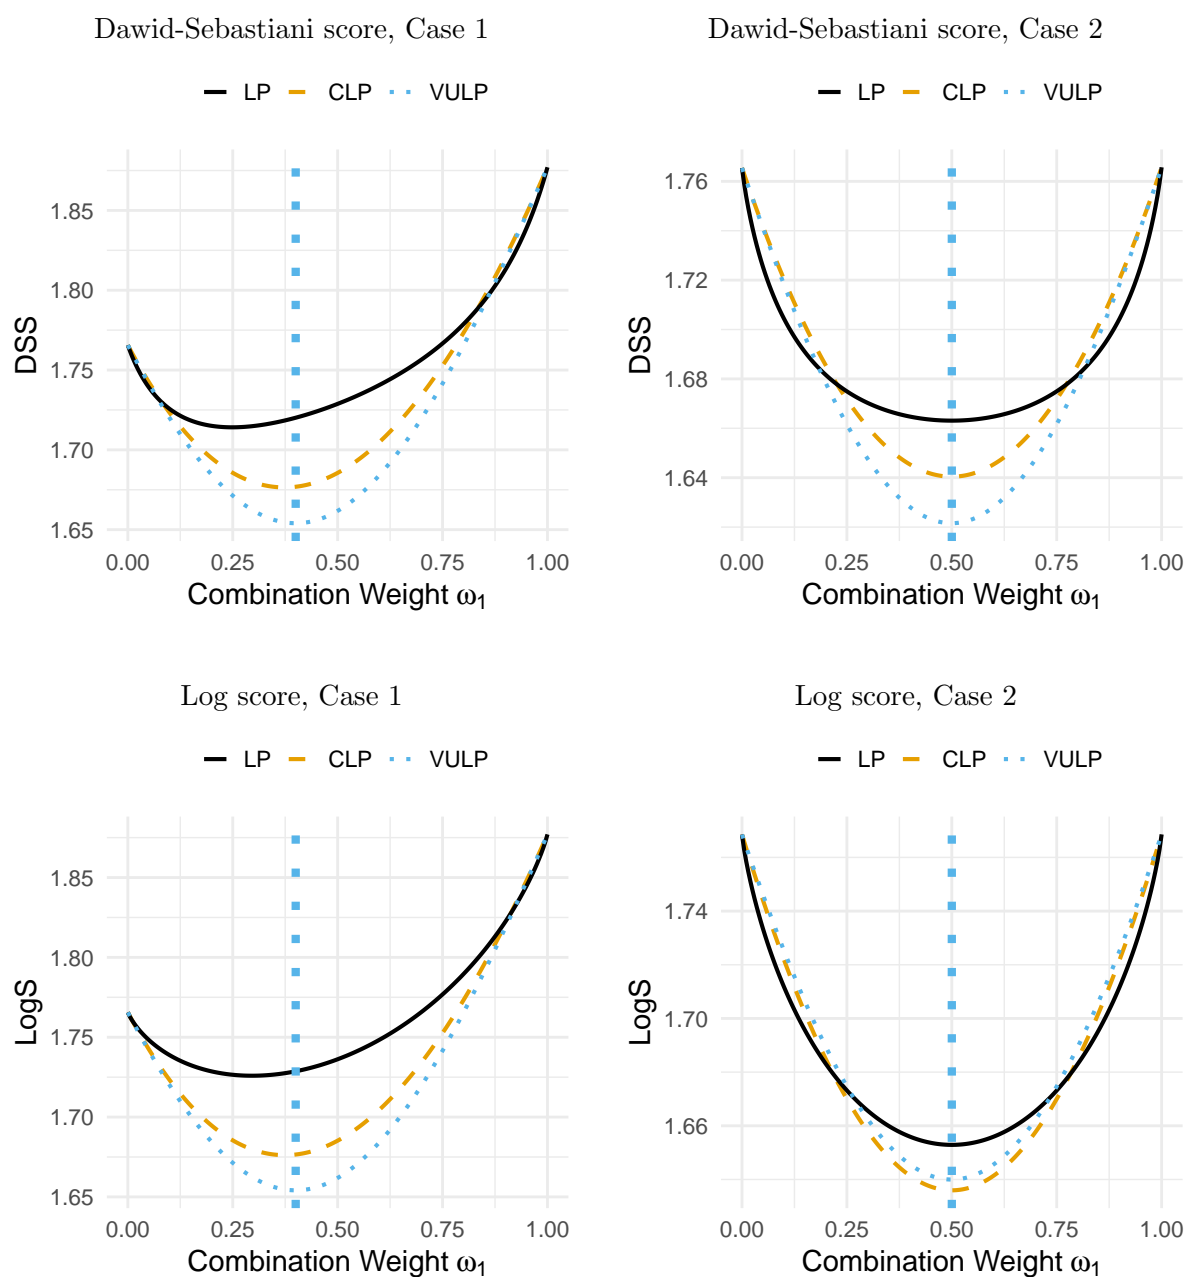 Dawid-Sebastiani score, Case 1
LP CLP VULP
DSS
1.85
1.80
1.75
1.70
1.65
0.00 0.25 0.50 0.75 1.00
Combination Weight ω₁
Dawid-Sebastiani score, Case 2
LP CLP VULP
DSS
1.76
1.72
1.68
1.64
0.00 0.25 0.50 0.75 1.00
Combination Weight ω₁
Log score, Case 1
LP CLP VULP
LogS
1.85
1.80
1.75
1.70
1.65
0.00 0.25 0.50 0.75 1.00
Combination Weight ω₁
Log score, Case 2
LP CLP VULP
LogS
1.74
1.70
1.66
0.00 0.25 0.50 0.75 1.00
Combination Weight ω₁